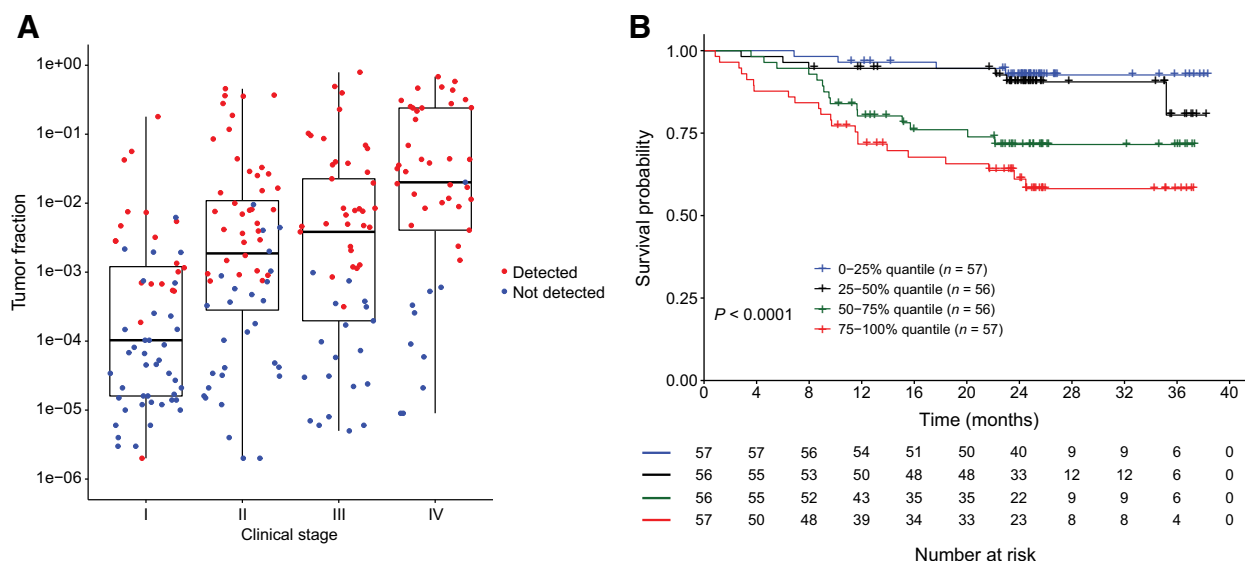 A
Tumor fraction
1e+00
1e−01
1e−02
1e−03
1e−04
1e−05
1e−06
I II III IV
Clinical stage
Detected
Not detected
B
Survival probability
1.00
0.75
0.50
0.25
0.00
0−25% quantile (n = 57)
25−50% quantile (n = 56)
50−75% quantile (n = 56)
75−100% quantile (n = 57)
P < 0.0001
0 4 8 12 16 20 24 28 32 36 40
Time (months)
57 57 56 54 51 50 40 9 9 6 0
56 55 53 50 48 48 33 12 12 6 0
56 55 52 43 35 35 22 9 9 6 0
57 50 48 39 34 33 23 8 8 4 0
Number at risk